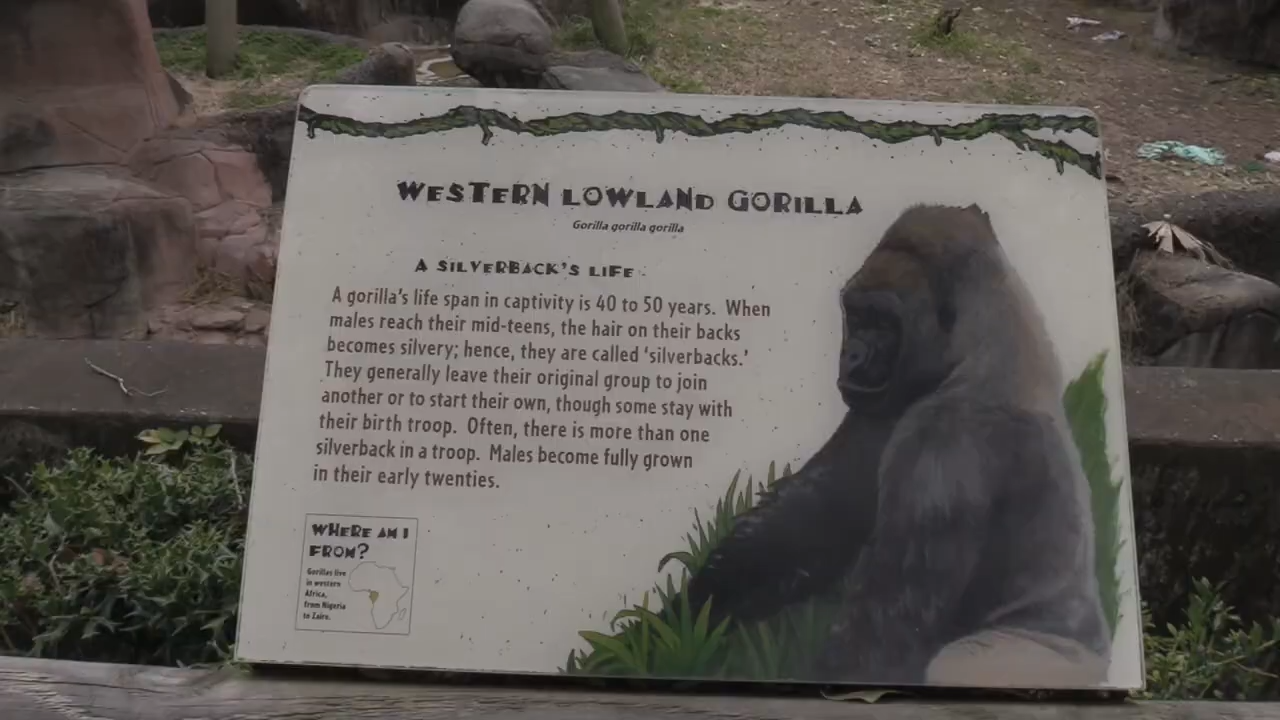 WESTERN LOWLAND GORILLA
Gorilla gorilla gorilla
A SILVERBACK'S LIFE
A gorilla's life span in captivity is 40 to 50 years. When
males reach their mid-teens, the hair on their backs
becomes silvery; hence, they are called 'silverbacks.'
They generally leave their original group to join
another or to start their own, though some stay with
their birth troop. Often, there is more than one
silverback in a troop. Males become fully grown
in their early twenties.
WHERE AM I
FROM?
Gorillas live
in western
Africa,
from Nigeria
to Zaire.